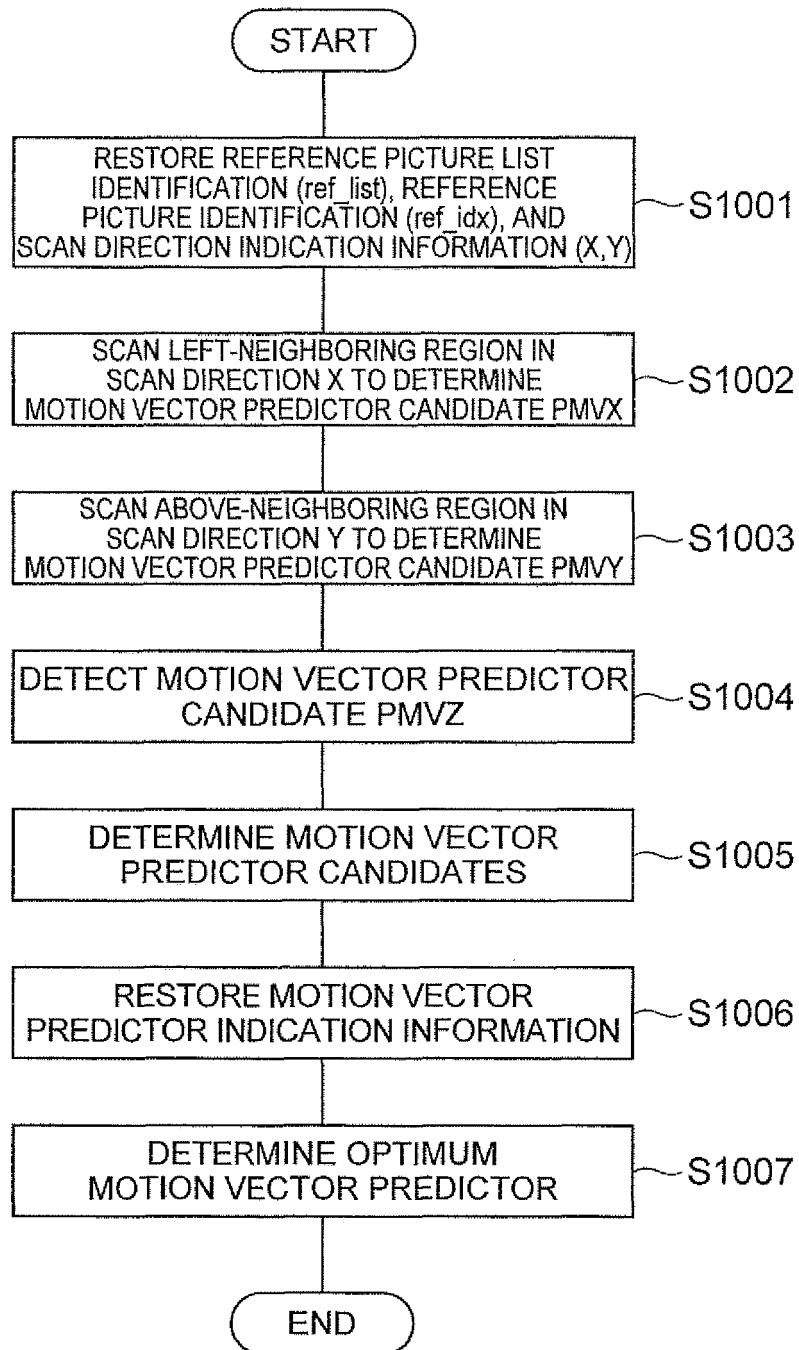 START
RESTORE REFERENCE PICTURE LIST
IDENTIFICATION (ref_list), REFERENCE
PICTURE IDENTIFICATION (ref_idx), AND
SCAN DIRECTION INDICATION INFORMATION (X,Y)
S1001
SCAN LEFT-NEIGHBORING REGION IN
SCAN DIRECTION X TO DETERMINE
MOTION VECTOR PREDICTOR CANDIDATE PMVX
S1002
SCAN ABOVE-NEIGHBORING REGION IN
SCAN DIRECTION Y TO DETERMINE
MOTION VECTOR PREDICTOR CANDIDATE PMVY
S1003
DETECT MOTION VECTOR PREDICTOR
CANDIDATE PMVZ
S1004
DETERMINE MOTION VECTOR
PREDICTOR CANDIDATES
S1005
RESTORE MOTION VECTOR
PREDICTOR INDICATION INFORMATION
S1006
DETERMINE OPTIMUM
MOTION VECTOR PREDICTOR
S1007
END